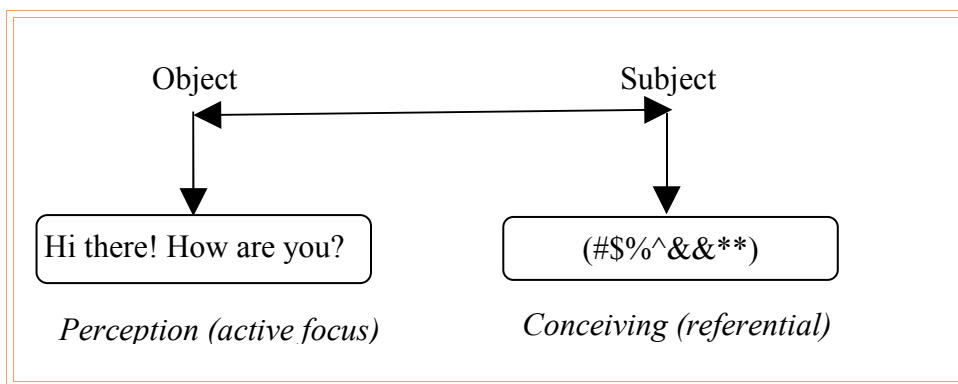 Object Subject
Hi there! How are you? (#$%^&&**)
Perception (active focus) Conceiving (referential)